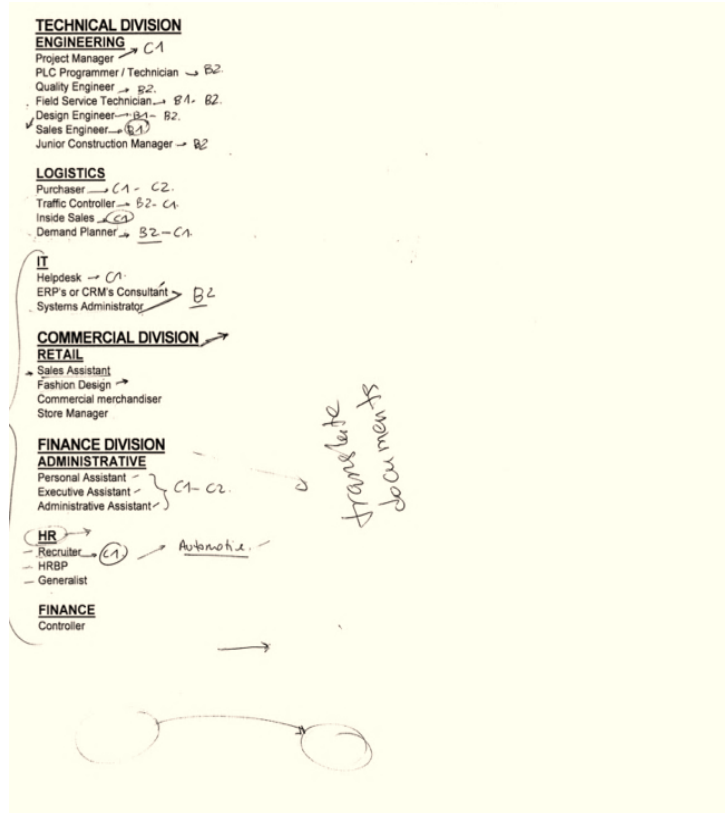 TECHNICAL DIVISION
ENGINEERING
Project Manager → C1
PLC Programmer / Technician → B2.
Quality Engineer → B2.
Field Service Technician → B1- B2.
Design Engineer → B1- B2.
Sales Engineer → B1
Junior Construction Manager → B2
LOGISTICS
Purchaser → C1 - C2.
Traffic Controller → B2- C1.
Inside Sales → C1
Demand Planner → B2-C1.
IT
Helpdesk → C1.
ERP's or CRM's Consultant
B2
Systems Administrator
COMMERCIAL DIVISION →
RETAIL
Sales Assistant
Fashion Design →
Commercial merchandiser
Store Manager
FINANCE DIVISION
ADMINISTRATIVE
Personal Assistant -
Executive Assistant - C1- C2.
Administrative Assistant -
HR →
- Recruiter → C1 → Automotie. -
- HRBP
- Generalist
FINANCE
Controller
translate
documents